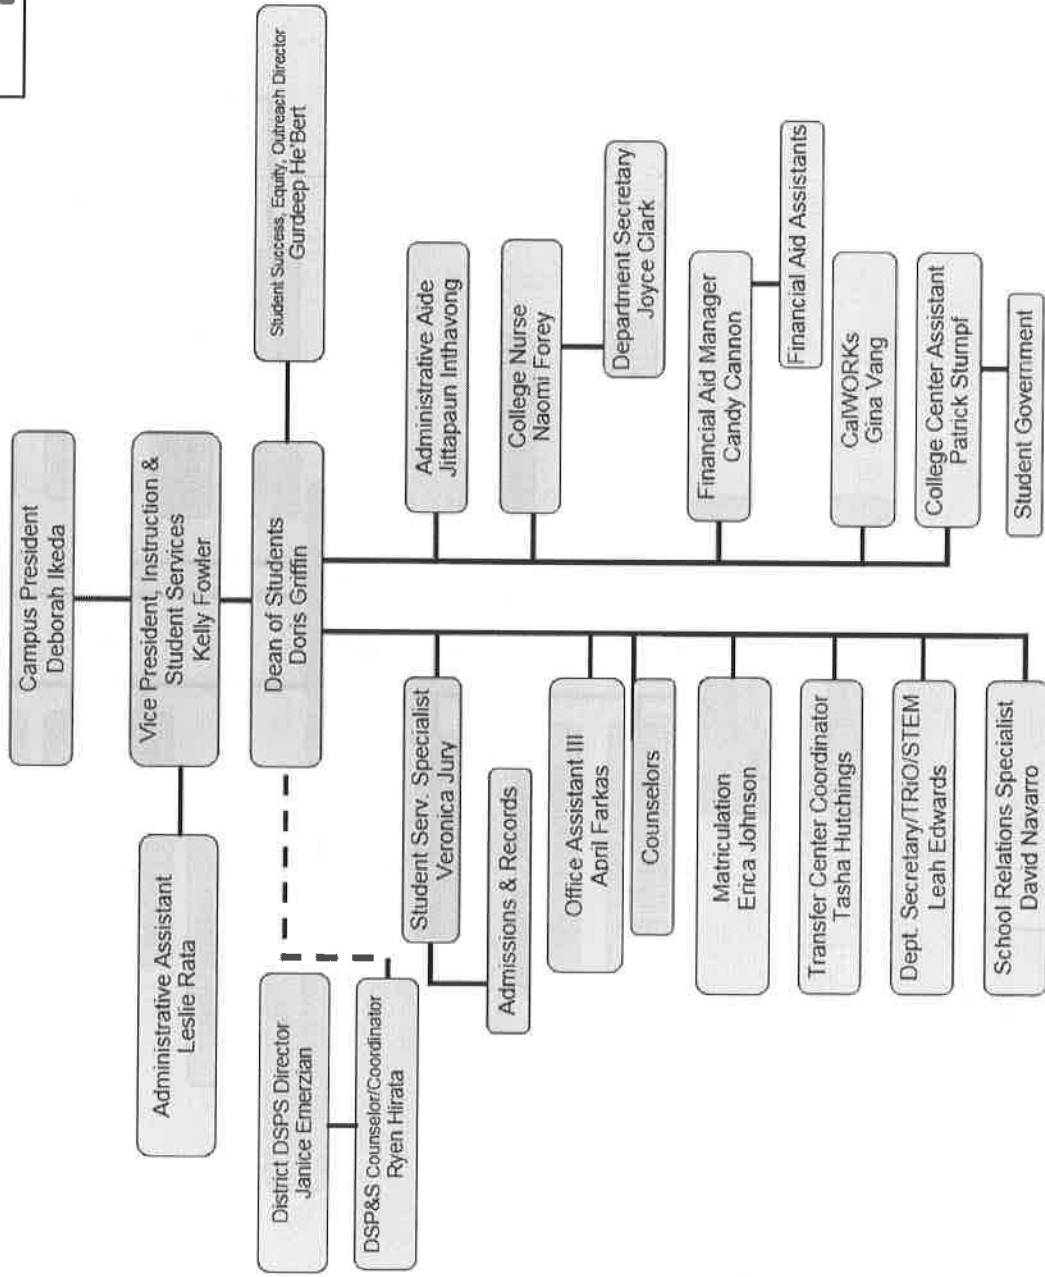 Campus President
Deborah Ikeda
Vice President, Instruction &
Student Services
Kelly Fowler
Administrative Assistant
Leslie Rata
Dean of Students
Doris Griffin
Student Success, Equity, Outreach Director
Gurdeep He'Bert
District DSPS Director
Janice Emerzian
DSP&S Counselor/Coordinator
Ryen Hirata
Student Serv. Specialist
Veronica Jury
Admissions & Records
Office Assistant III
April Farkas
Counselors
Matriculation
Erica Johnson
Transfer Center Coordinator
Tasha Hutchings
Dept. Secretary/TRiO/STEM
Leah Edwards
School Relations Specialist
David Navarro
Administrative Aide
Jittapaun Inthavong
College Nurse
Naomi Forey
Department Secretary
Joyce Clark
Financial Aid Manager
Candy Cannon
Financial Aid Assistants
CalWORKs
Gina Vang
College Center Assistant
Patrick Stumpf
Student Government